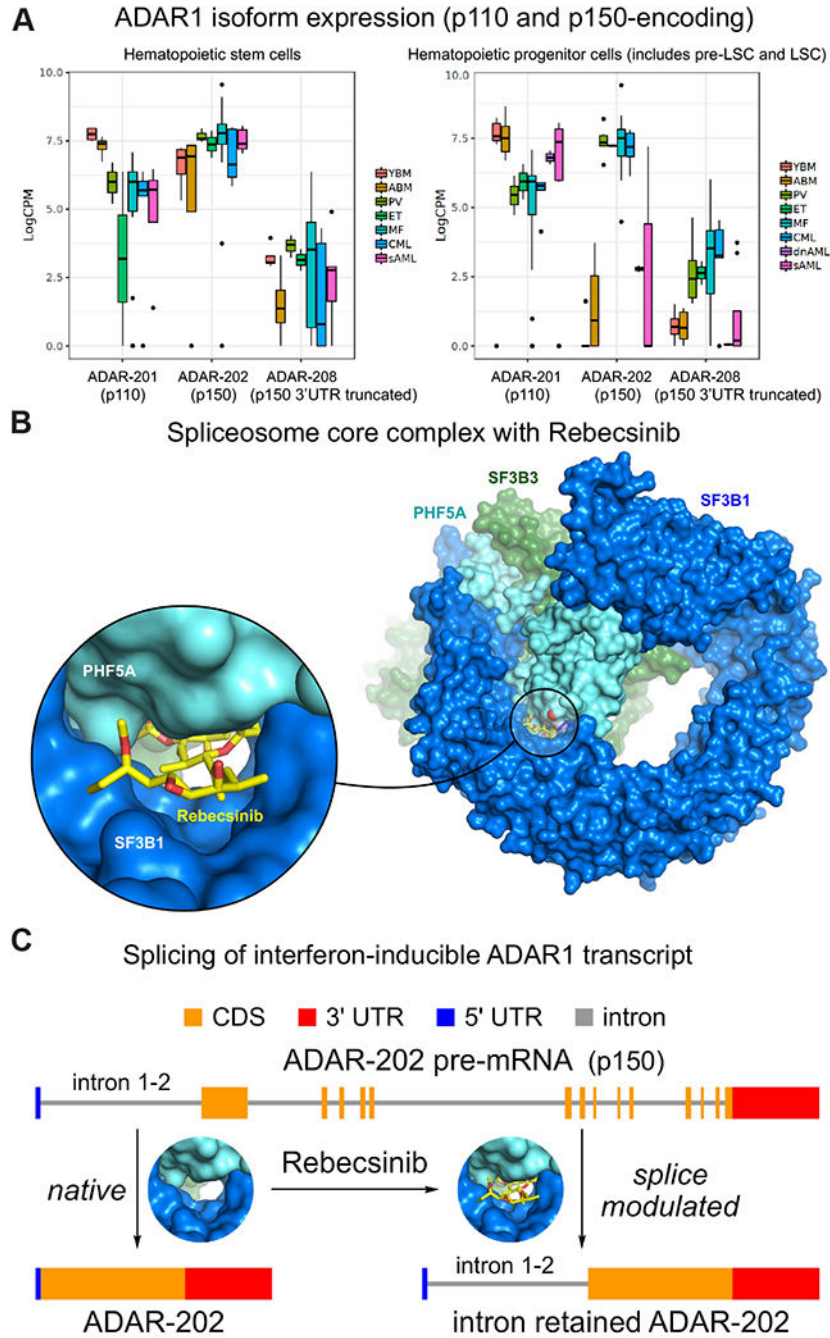 A
ADAR1 isoform expression (p110 and p150-encoding)
Hematopoietic stem cells
10.0
7.5
5.0
2.5
0.0
LogCPM
YBM
ABM
PV
ET
MF
CML
sAML
ADAR-201
(p110)
ADAR-202
(p150)
ADAR-208
(p150 3'UTR truncated)
Hematopoietic progenitor cells (includes pre-LSC and LSC)
10.0
7.5
5.0
2.5
0.0
LogCPM
YBM
ABM
PV
ET
MF
CML
dnAML
sAML
ADAR-201
(p110)
ADAR-202
(p150)
ADAR-208
(p150 3'UTR truncated)
B
Spliceosome core complex with Rebecsinib
SF3B3
PHF5A
SF3B1
PHF5A
Rebecsinib
SF3B1
C
Splicing of interferon-inducible ADAR1 transcript
CDS
3' UTR
5' UTR
intron
ADAR-202 pre-mRNA (p150)
intron 1-2
native
Rebecsinib
splice
modulated
intron 1-2
ADAR-202
intron retained ADAR-202